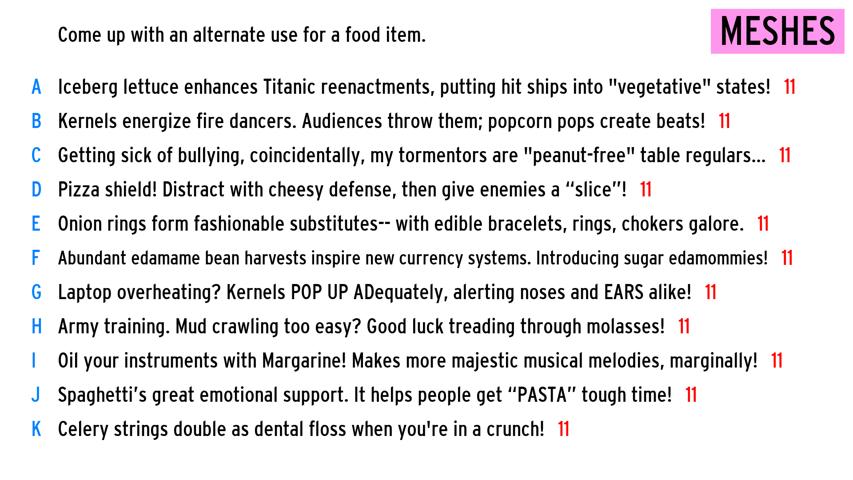 Come up with an alternate use for a food item.
MESHES
A Iceberg lettuce enhances Titanic reenactments, putting hit ships into "vegetative" states! 11
B Kernels energize fire dancers. Audiences throw them; popcorn pops create beats! 11
C Getting sick of bullying, coincidentally, my tormentors are "peanut-free" table regulars... 11
D Pizza shield! Distract with cheesy defense, then give enemies a “slice”! 11
E Onion rings form fashionable substitutes-- with edible bracelets, rings, chokers galore. 11
F Abundant edamame bean harvests inspire new currency systems. Introducing sugar edamommies! 11
G Laptop overheating? Kernels POP UP ADequately, alerting noses and EARS alike! 11
H Army training. Mud crawling too easy? Good luck treading through molasses! 11
I Oil your instruments with Margarine! Makes more majestic musical melodies, marginally! 11
J Spaghetti’s great emotional support. It helps people get “PASTA” tough time! 11
K Celery strings double as dental floss when you're in a crunch! 11